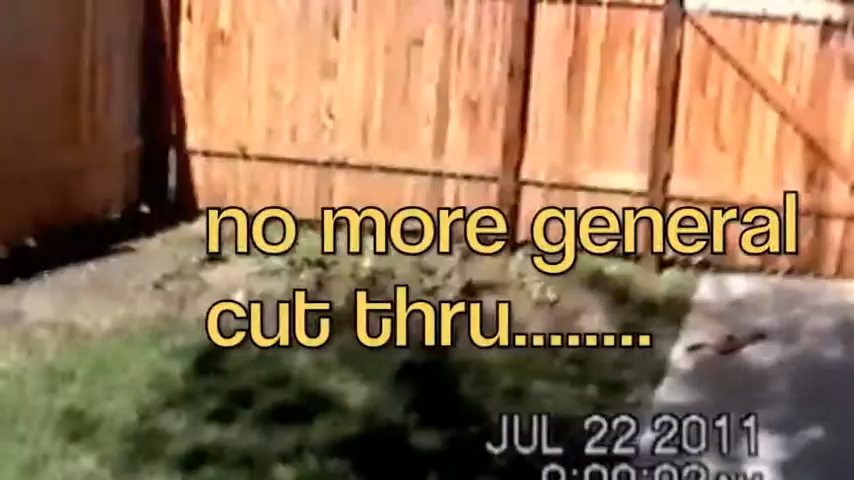 no more general
cut thru........
JUL 22 2011